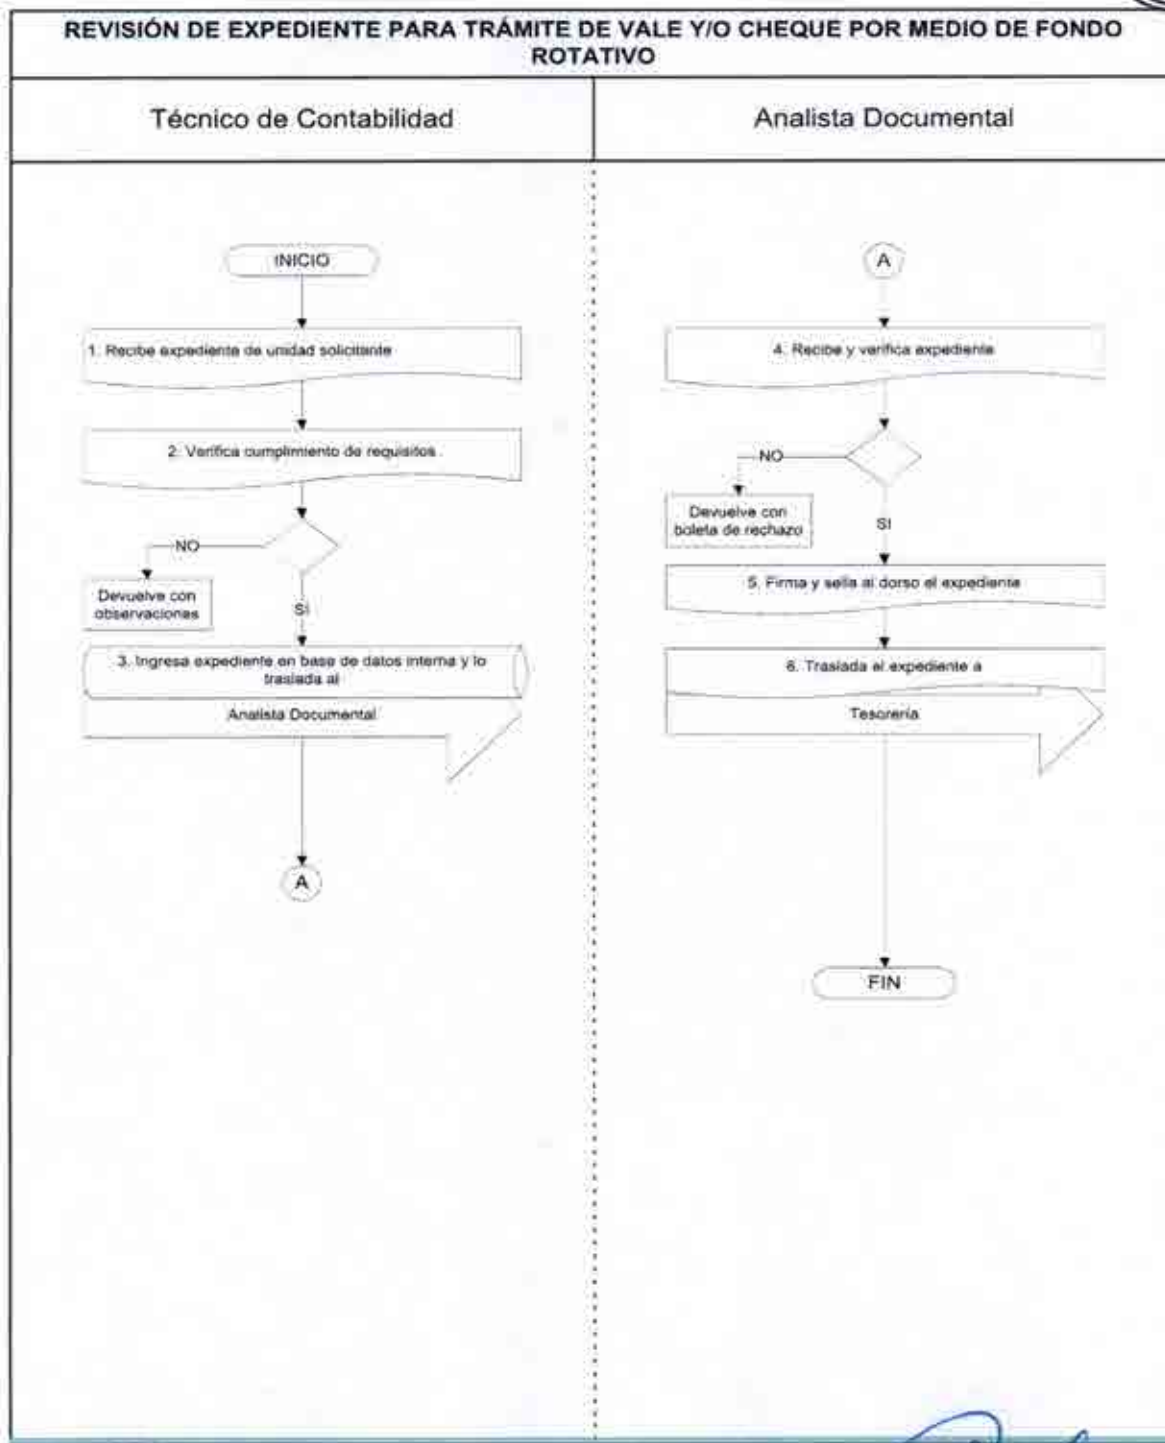 REVISIÓN DE EXPEDIENTE PARA TRÁMITE DE VALE Y/O CHEQUE POR MEDIO DE FONDO
ROTATIVO
Técnico de Contabilidad
Analista Documental
INICIO
1. Recibe expediente de unidad solicitante
2. Verifica cumplimiento de requisitos .
NO
Devuelve con
observaciones
SI
3. Ingresa expediente en base de datos interna y lo
traslada al
Analista Documental
A
A
4. Recibe y verifica expediente
NO
Devuelve con
boleta de rechazo
SI
5. Firma y sella al dorso el expediente
6. Traslada el expediente a
Tesorería
FIN